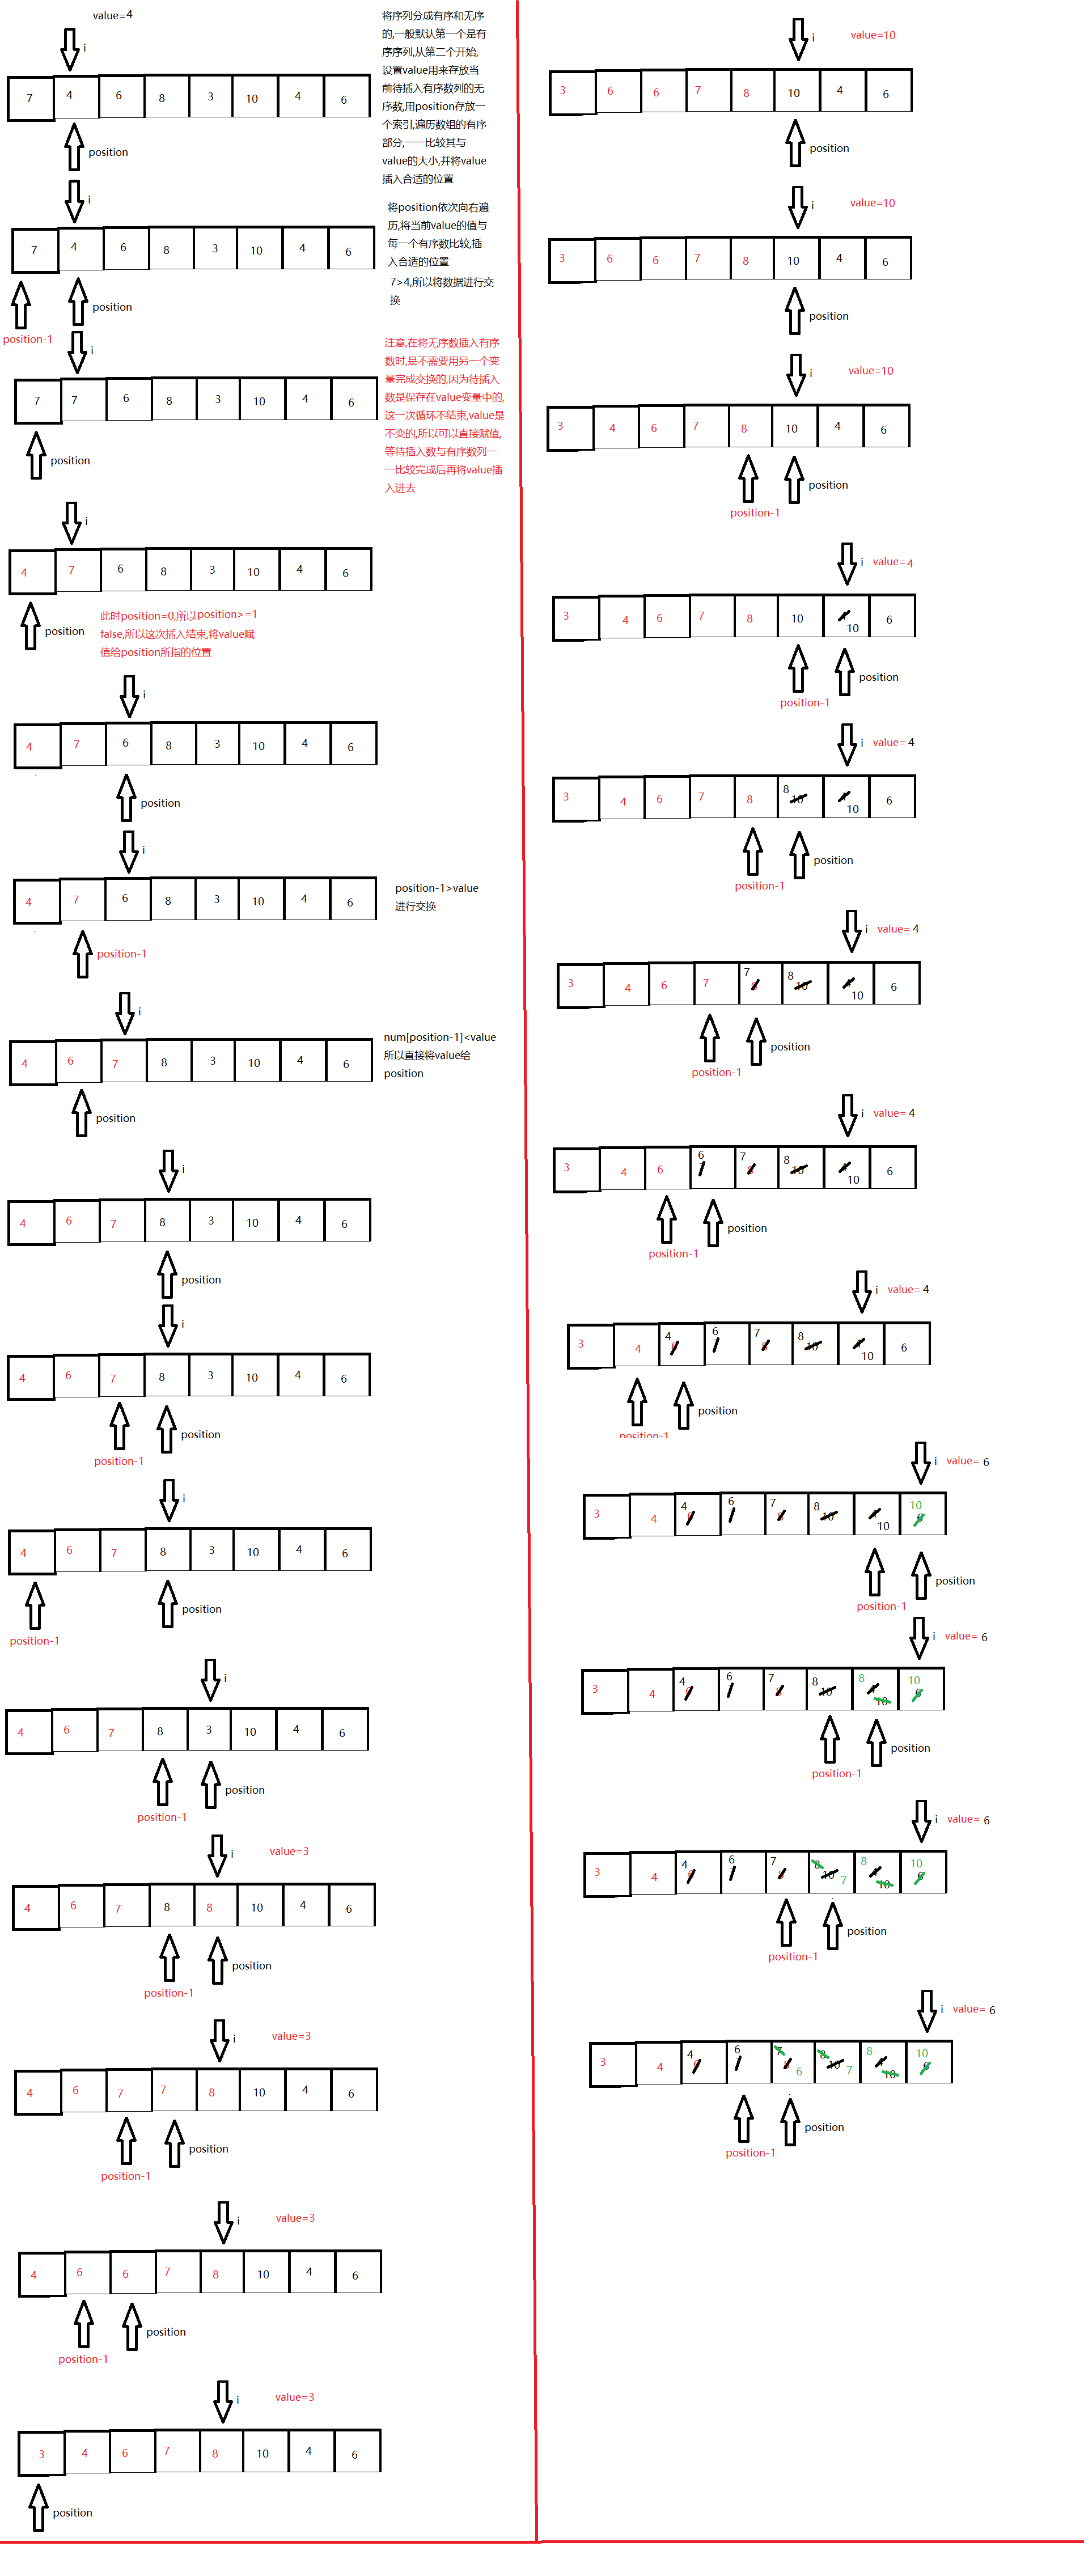 value=4
i
7 4 6 8 3 10 4 6
position
将序列分成有序和无序
的,一般默认第一个是有
序序列,从第二个开始,
设置value用来存放当
前待插入有序数列的无
序数,用position存放一
个索引,遍历数组的有序
部分,一一比较其与
value的大小,并将value
插入合适的位置
i
7 4 6 8 3 10 4 6
position
position-1
将position依次向右遍
历,将当前value的值与
每一个有序数比较,插
入合适的位置
7>4,所以将数据进行交
换
i
7 7 6 8 3 10 4 6
position
注意,在将无序数插入有序
数时,是不需要用另一个变
量完成交换的,因为待插入
数是保存在value变量中的,
这一次循环不结束,value是
不变的,所以可以直接赋值,
等待插入数与有序数列一
一比较完成后再将value插
入进去
i
4 7 6 8 3 10 4 6
position
此时position=0,所以position>=1
false,所以这次插入结束,将value赋
值给position所指的位置
i
4 7 6 8 3 10 4 6
position
i
4 7 6 8 3 10 4 6
position-1
position-1>value
进行交换
i
4 6 7 8 3 10 4 6
position
num[position-1]<value
所以直接将value给
position
i
4 6 7 8 3 10 4 6
position
i
4 6 7 8 3 10 4 6
position
position-1
i
4 6 7 8 3 10 4 6
position
position-1
i
4 6 7 8 3 10 4 6
position
position-1
i value=3
4 6 7 8 8 10 4 6
position
position-1
i value=3
4 6 7 7 8 10 4 6
position
position-1
i value=3
4 6 6 7 8 10 4 6
position
position-1
i value=3
3 4 6 7 8 10 4 6
position
i value=10
3 6 6 7 8 10 4 6
position
i value=10
3 6 6 7 8 10 4 6
position
i value=10
3 4 6 7 8 10 4 6
position
position-1
i value=4
3 4 6 7 8 10 4 10 6
position
position-1
i value=4
3 4 6 7 8 8 10 4 10 6
position
position-1
i value=4
3 4 6 7 7 8 8 10 4 10 6
position
position-1
i value=4
3 4 6 6 7 8 8 10 4 10 6
position
position-1
i value=4
3 4 4 6 6 7 8 8 10 4 10 6
position
position-1
i value=6
3 4 4 6 6 7 8 8 10 4 10 10 6
position
position-1
i value=6
3 4 4 6 6 7 8 8 10 8 4 10 10 6
position
position-1
i value=6
3 4 4 6 6 7 8 8 10 7 8 4 10 10 6
position
position-1
i value=6
3 4 4 6 6 7 8 6 8 10 7 8 4 10 10 6
position
position-1